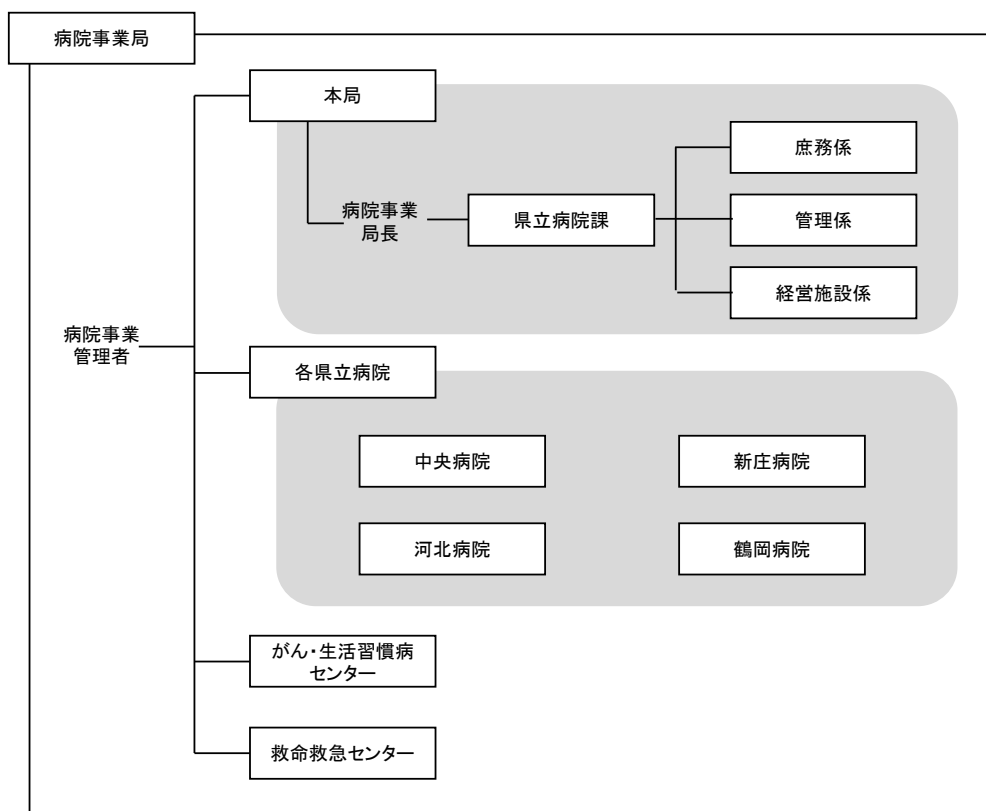 病院事業局
本局
庶務係
病院事業
局長
県立病院課
管理係
経営施設係
病院事業
管理者
各県立病院
中央病院
新庄病院
河北病院
鶴岡病院
がん・生活習慣病
センター
救命救急センター